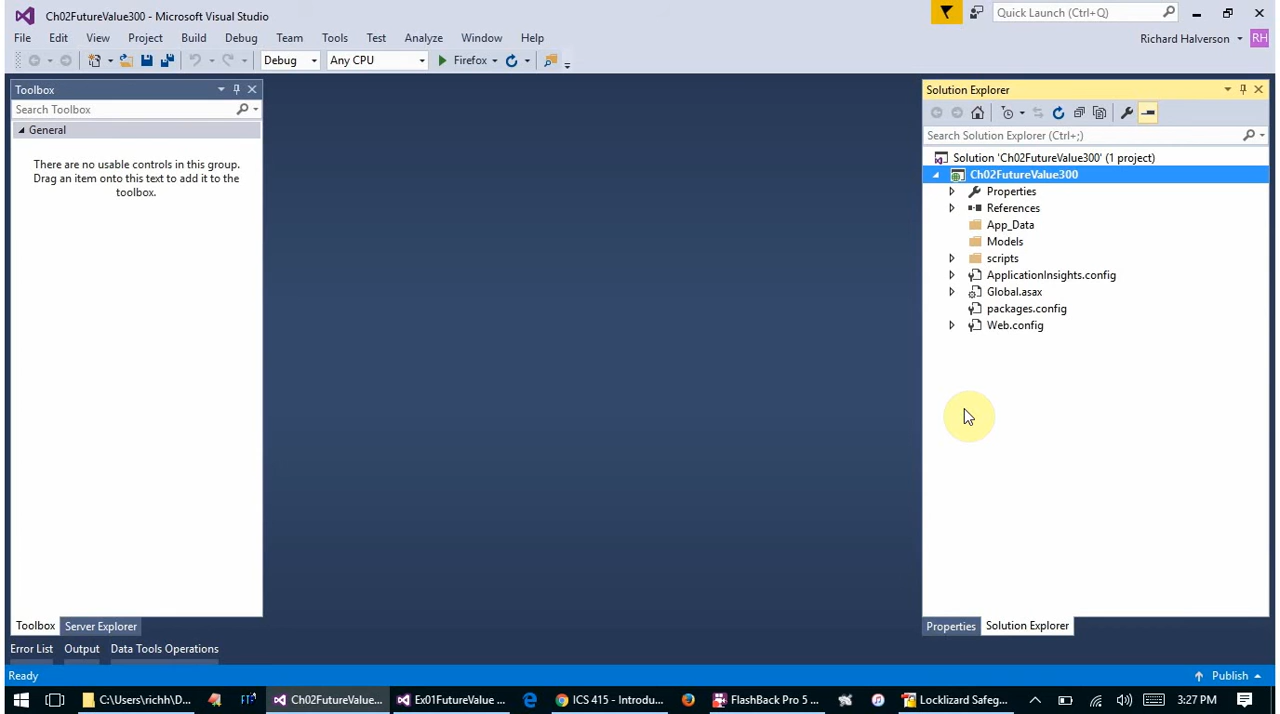 Ch02FutureValue300 - Microsoft Visual Studio
Quick Launch (Ctrl+Q)
File Edit View Project Build Debug Team Tools Test Analyze Window Help
Richard Halverson RH
Debug Any CPU Firefox
Toolbox
Search Toolbox
General
There are no usable controls in this group.
Drag an item onto this text to add it to the
toolbox.
Solution Explorer
Search Solution Explorer (Ctrl+;)
Solution 'Ch02FutureValue300' (1 project)
Ch02FutureValue300
Properties
References
App_Data
Models
scripts
ApplicationInsights.config
Global.asax
packages.config
Web.config
Toolbox Server Explorer
Properties Solution Explorer
Error List Output Data Tools Operations
Ready
Publish
C:\Users\richh\D... Ch02FutureValue... Ex01FutureValue ... ICS 415 - Introdu... FlashBack Pro 5 ... Locklizard Safeg... 3:27 PM